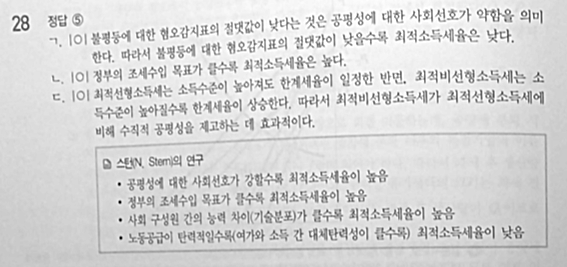 28 정답 ⑤
ㄱ. |O| 불평등에 대한 혐오감지표의 절댓값이 낮다는 것은 공평성에 대한 사회선호가 약함을 의미
한다. 따라서 불평등에 대한 혐오감지표의 절댓값이 낮을수록 최적소득세율은 낮다.
ㄴ. |O| 정부의 조세수입 목표가 클수록 최적소득세율은 높다.
ㄷ. |O| 최적선형소득세는 소득수준이 높아져도 한계세율이 일정한 반면, 최적비선형소득세는 소
득수준이 높아질수록 한계세율이 상승한다. 따라서 최적비선형소득세가 최적선형소득세에
비해 수직적 공평성을 제고하는 데 효과적이다.
스턴(N. Stern)의 연구
• 공평성에 대한 사회선호가 강할수록 최적소득세율이 높음
• 정부의 조세수입 목표가 클수록 최적소득세율이 높음
• 사회 구성원 간의 능력 차이(기술분포)가 클수록 최적소득세율이 높음
• 노동공급이 탄력적일수록(여가와 소득 간 대체탄력성이 클수록) 최적소득세율이 낮음